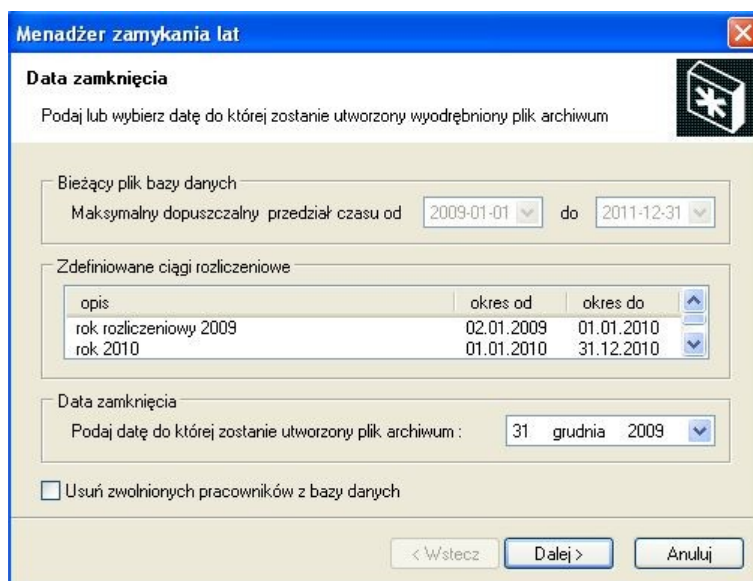 Menadżer zamykania lat
Data zamknięcia
Podaj lub wybierz datę do której zostanie utworzony wyodrębniony plik archiwum
Bieżący plik bazy danych
Maksymalny dopuszczalny przedział czasu od 2009-01-01 do 2011-12-31
Zdefiniowane ciągi rozliczeniowe
opis okres od okres do
rok rozliczeniowy 2009 02.01.2009 01.01.2010
rok 2010 01.01.2010 31.12.2010
Data zamknięcia
Podaj datę do której zostanie utworzony plik archiwum : 31 grudnia 2009
Usuń zwolnionych pracowników z bazy danych
< Wstecz Dalej > Anuluj